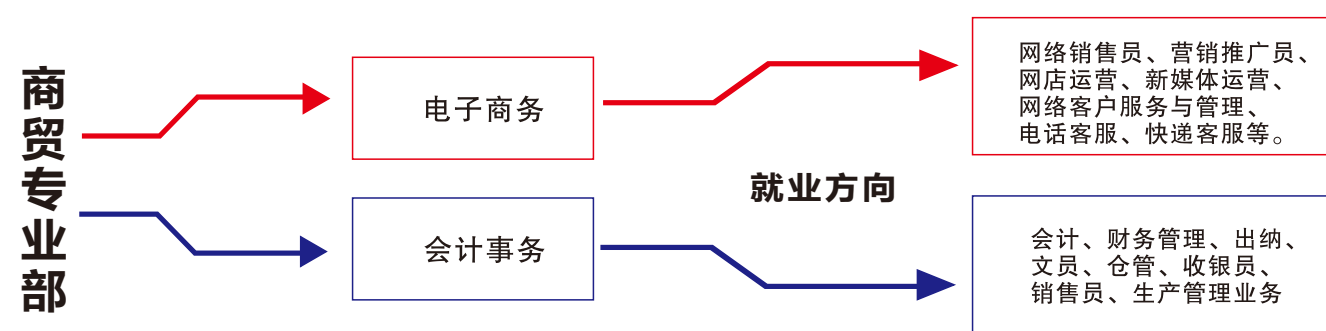 商贸专业部
电子商务
网络销售员、营销推广员、
网店运营、新媒体运营、
网络客户服务与管理、
电话客服、快递客服等。
就业方向
会计事务
会计、财务管理、出纳、
文员、仓管、收银员、
销售员、生产管理业务